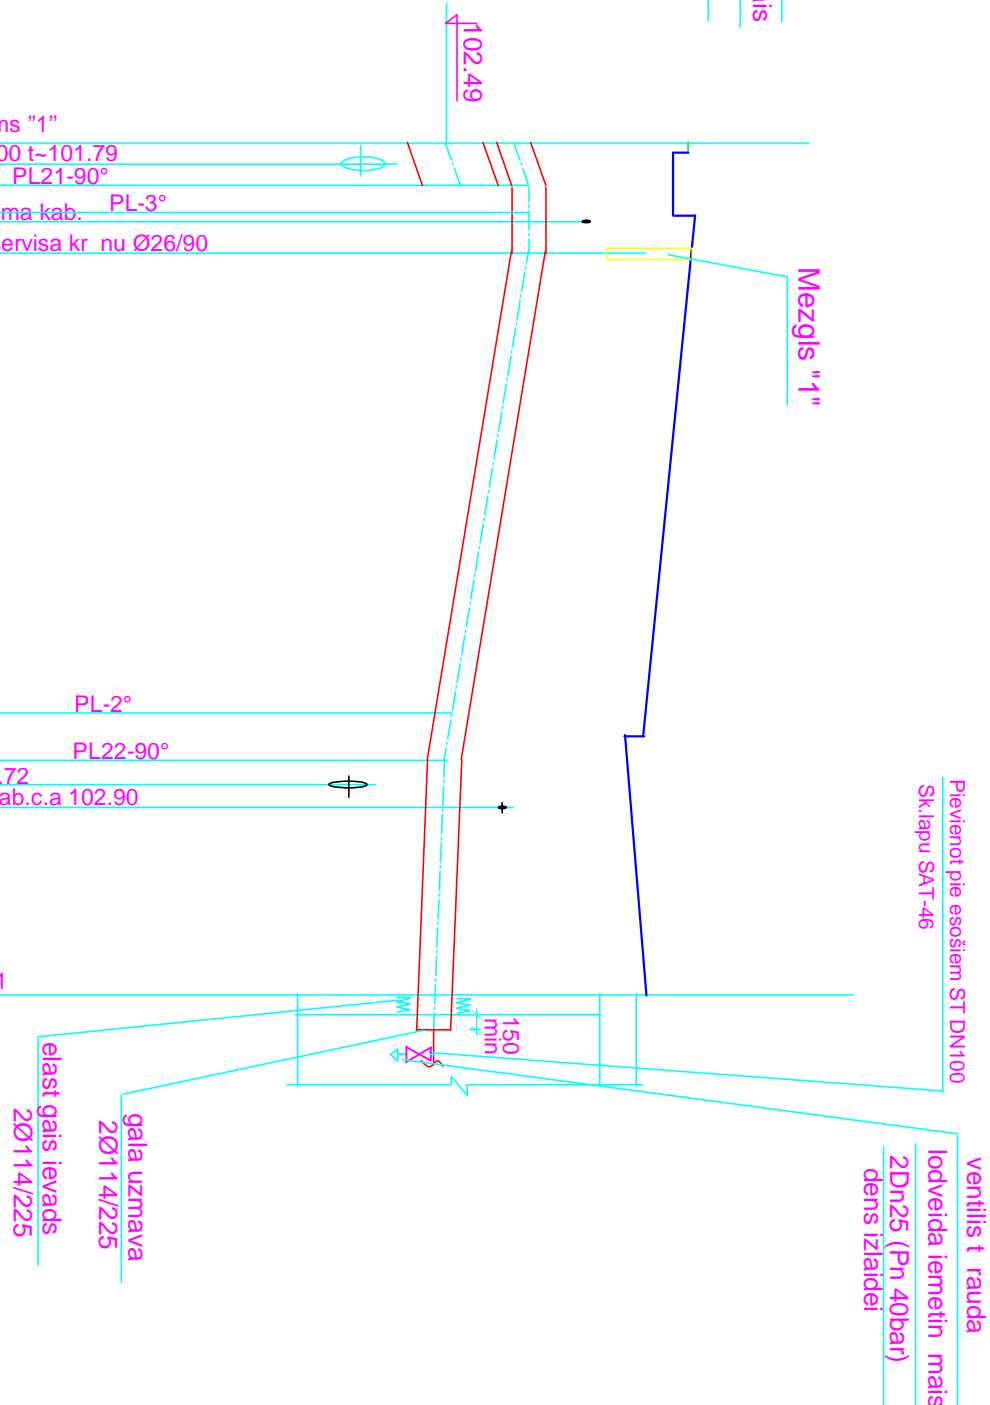 ais
102.49
ms "1"
00 t~101.79
PL21-90°
ma kab.
PL-3°
servisa kr nu Ø26/90
Mezgls "1"
PL-2°
PL22-90°
.72
ab.c.a 102.90
Pievienot pie esošiem ST DN100
Sk.lapu SAT-46
1
150
min
elast gais ievads
2Ø114/225
gala uzmava
2Ø114/225
ventilis t rauda
lodveida iemetin mais
2Dn25 (Pn 40bar)
dens izlaidei